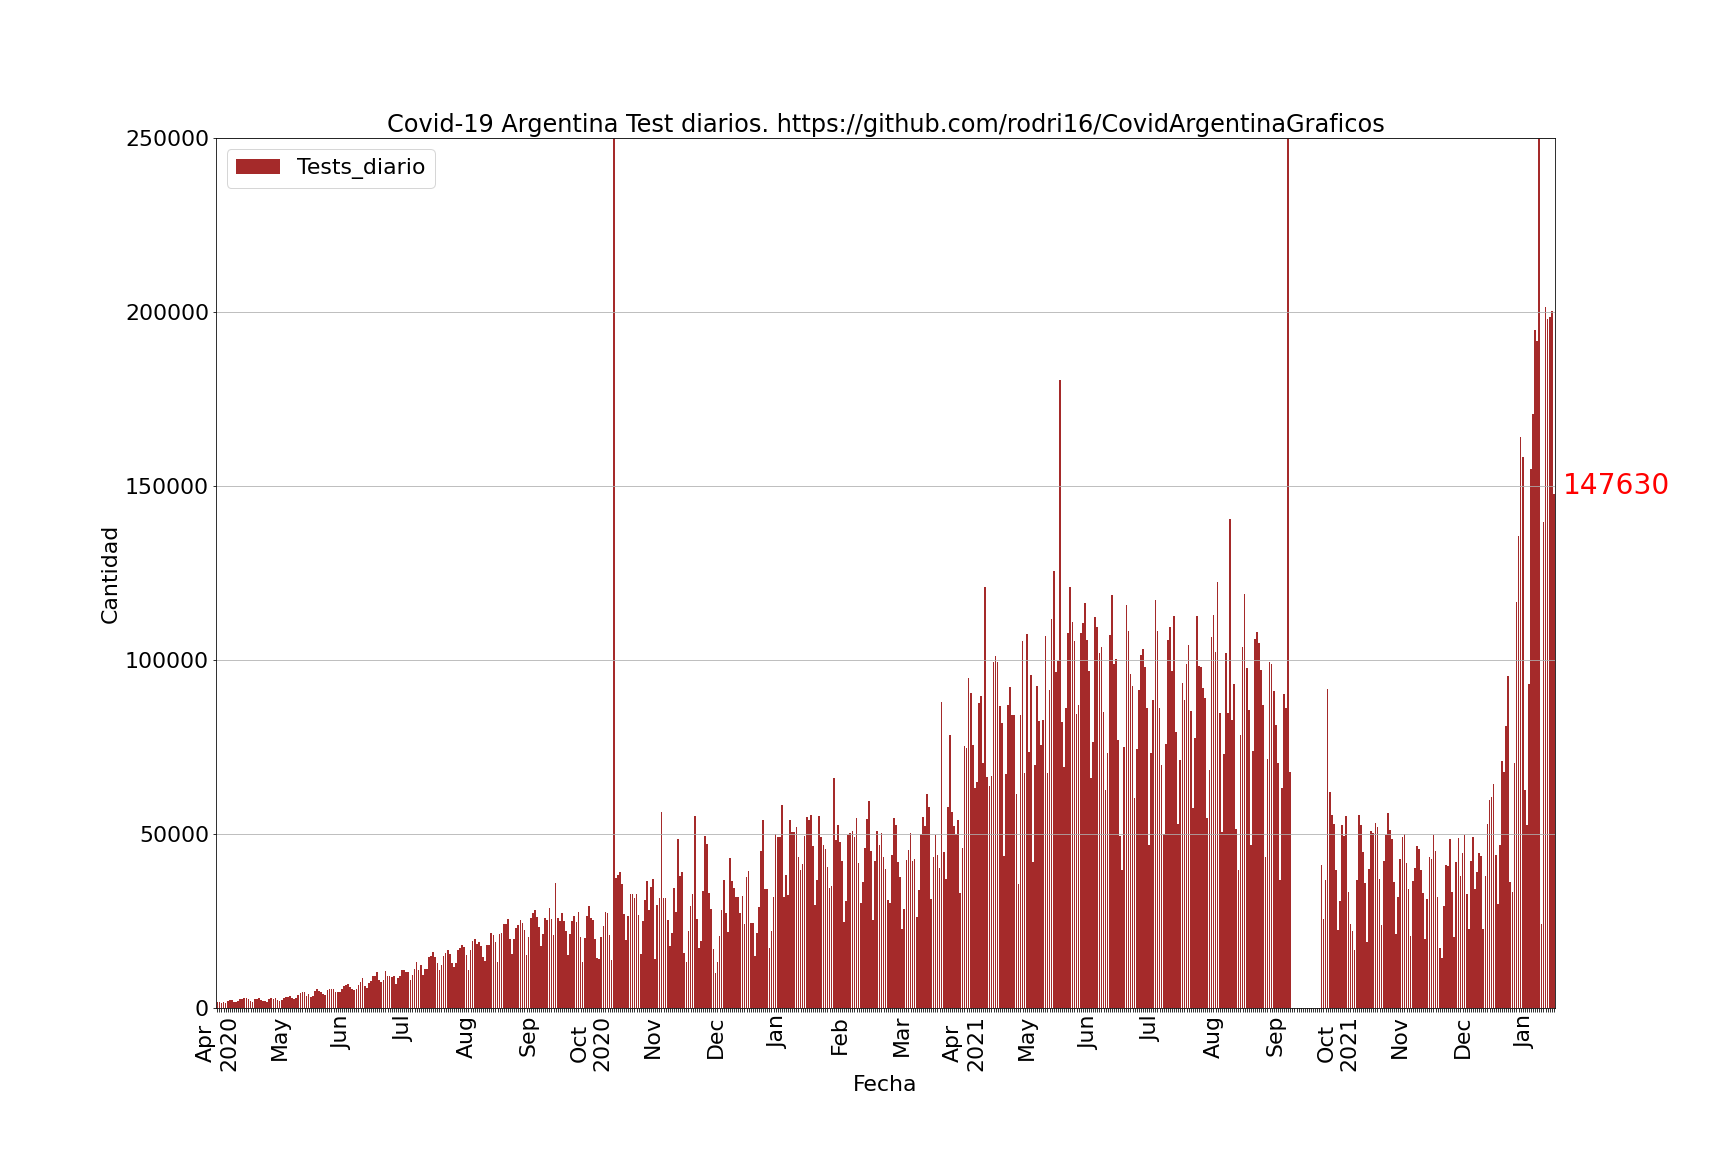 Covid-19 Argentina Test diarios. https://github.com/rodri16/CovidArgentinaGraficos
Tests_diario
250000
200000
150000
100000
50000
0
147630
Cantidad
Apr
2020
May
Jun
Jul
Aug
Sep
Oct
2020
Nov
Dec
Jan
Feb
Mar
Apr
2021
May
Jun
Jul
Aug
Sep
Oct
2021
Nov
Dec
Jan
Fecha